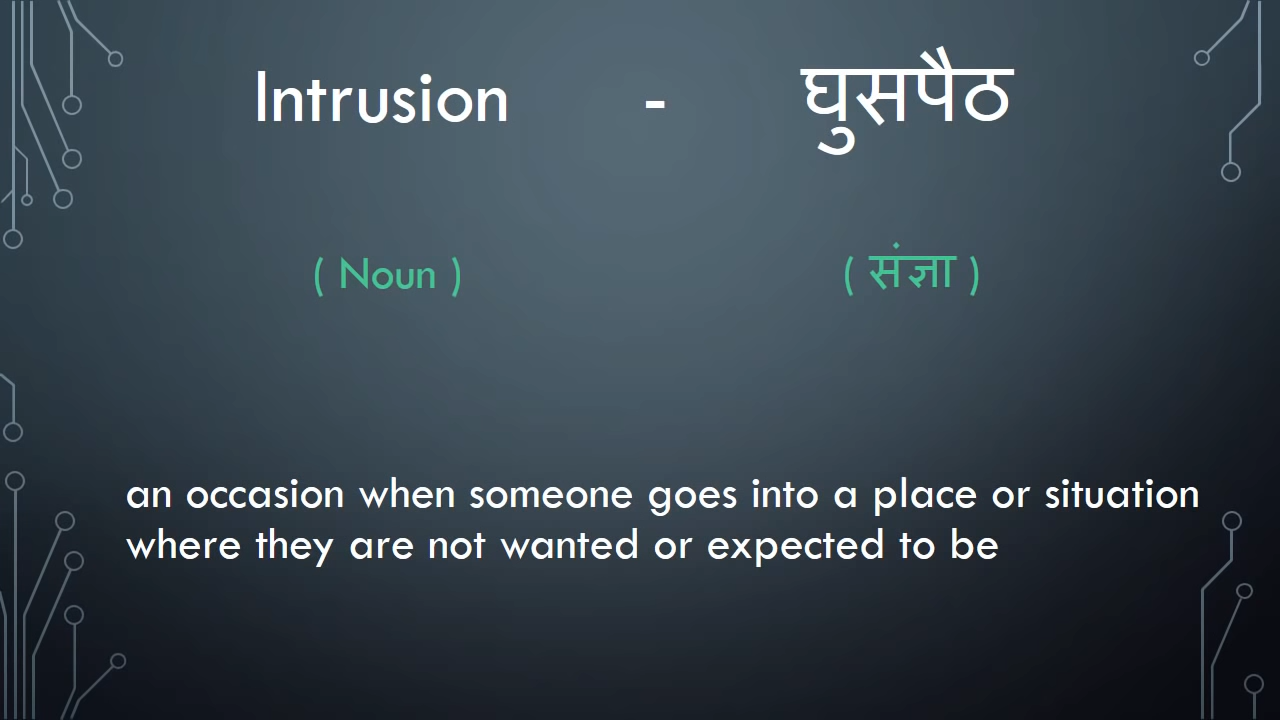 Intrusion - घुसपैठ
( Noun ) ( संज्ञा )
an occasion when someone goes into a place or situation
where they are not wanted or expected to be